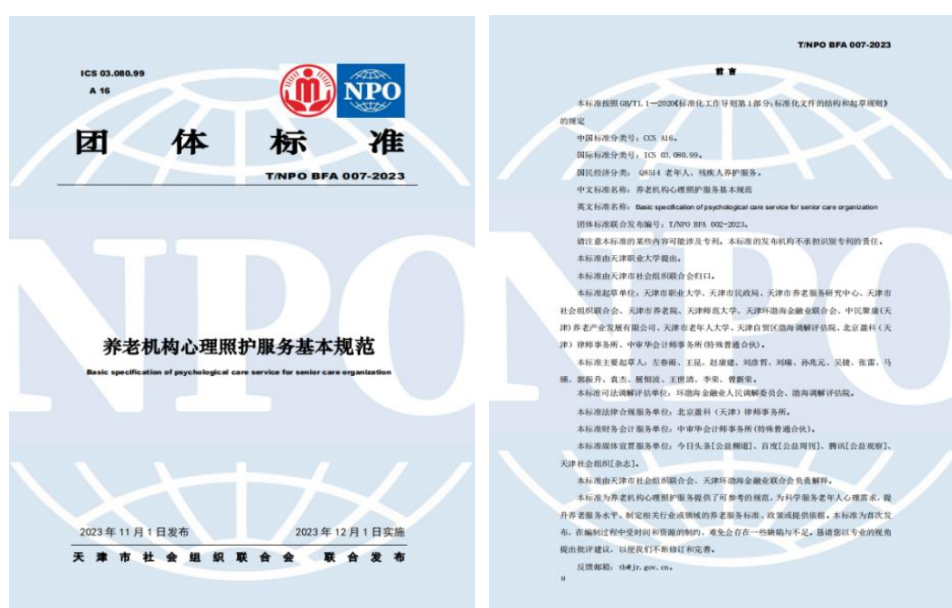 ICS 03.080.99
A 16
NPO
团 体 标 准
T/NPO BFA 007-2023
NPO
养老机构心理照护服务基本规范
Basic specification of psychological care service for senior care organization
2023年11月1日发布 2023年12月1日实施
天津市社会组织联合会 联合发布
T/NPO BFA 007-2023
前言
本标准按照 GB/T1.1—2020《标准化工作导则第1部分:标准化文件的结构和起草规则》
的规定
中国标准分类号:CCS A16。
国际标准分类号:ICS 03.080.99。
国民经济分类: Q8514 老年人、残疾人养护服务。
中文标准名称:养老机构心理照护服务基本规范
英文标准名称:Basic specification of psychological care service for senior care organization
团体标准联合发布编号:T/NPO BFA 002-2023。
请注意本标准的某些内容可能涉及专利。本标准的发布机构不承担识别专利的责任。
本标准由天津职业大学提出。
本标准由天津市社会组织联合会归口。
本标准起草单位:天津市职业大学、天津市民政局、天津市养老服务研究中心、天津市
社会组织联合会、天津市养老院、天津师范大学、天津环渤海金融业联合会、中民聚康(天
津)养老产业发展有限公司、天津市老年人大学、天津自贸区渤海调解评估院、北京盈科(天
津)律师事务所、中审华会计师事务所(特殊普通合伙)。
本标准主要起草人:左春雨、王昆、赵康建、刘彦哲、刘瑞、孙兆元、吴捷、张雷、马
颁、郭振升、袁杰、展恒波、王世清、李荣、曾新荣。
本标准司法调解评估单位:环渤海金融业人民调解委员会、渤海调解评估院。
本标准法律合规服务单位:北京盈科(天津)律师事务所。
本标准财务会计服务单位:中审华会计师事务所(特殊普通合伙)。
本标准媒体宣贯服务单位:今日头条[公益频道]、百度[公益周刊]、腾讯[公益观察]、
天津社会组织[杂志]。
本标准由天津市社会组织联合会、天津环渤海金融业联合会负责解释。
本标准为养老机构心理照护服务提供了可参考的规范,为科学服务老年人心理需求,提
升养老服务水平,制定相关行业或领域的养老服务标准、政策或提供依据。本标准为首次发
布,在编制过程中受时间和资源的制约,难免会存在一些缺陷与不足。恳请您以专业的视角
提出批评建议,以便我们不断修订和完善。
反馈邮箱:tb@jr.gov.cn。
NPO